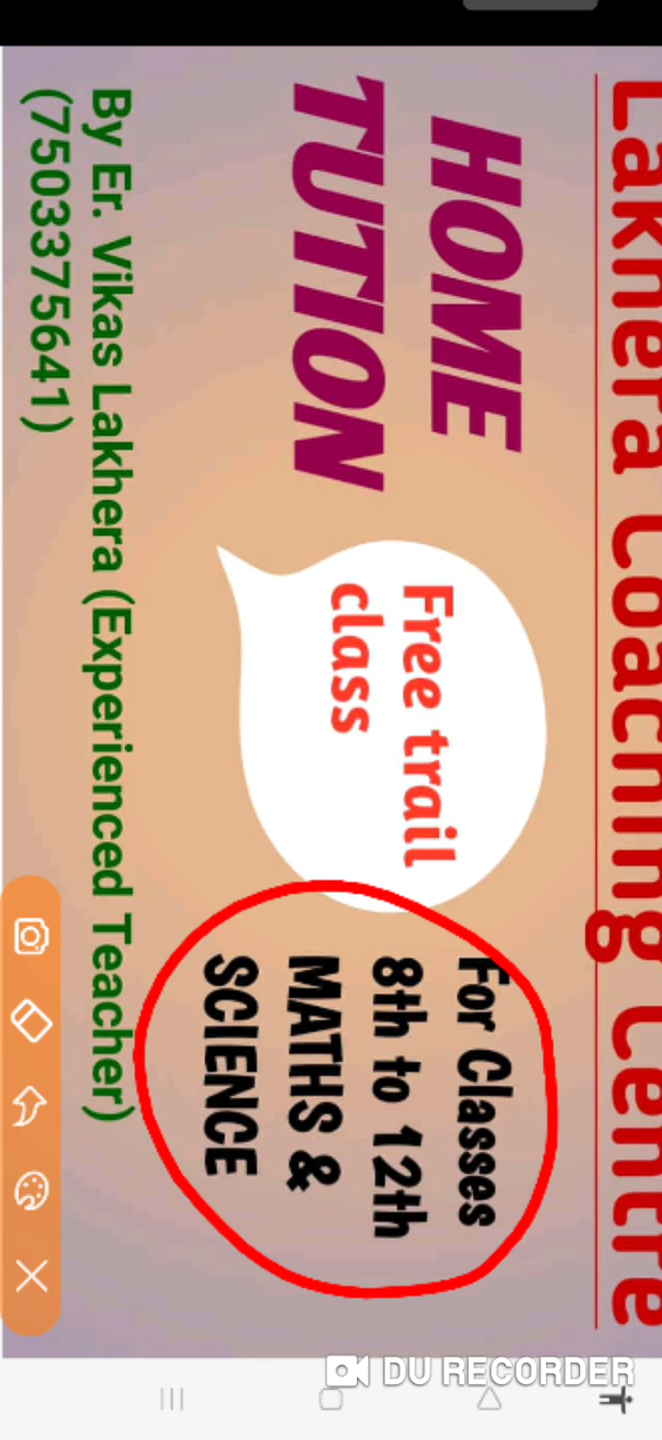 Lakhera Coaching Centre
HOME
TUTION
Free trail
class
For Classes
8th to 12th
MATHS &
SCIENCE
By Er. Vikas Lakhera (Experienced Teacher)
(7503375641)
DU RECORDER